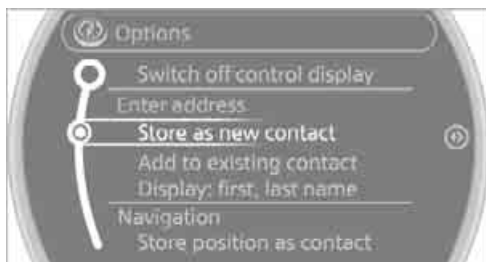 Options
Switch off control display
Enter address
Store as new contact
Add to existing contact
Display: first, last name
Navigation
Store position as contact